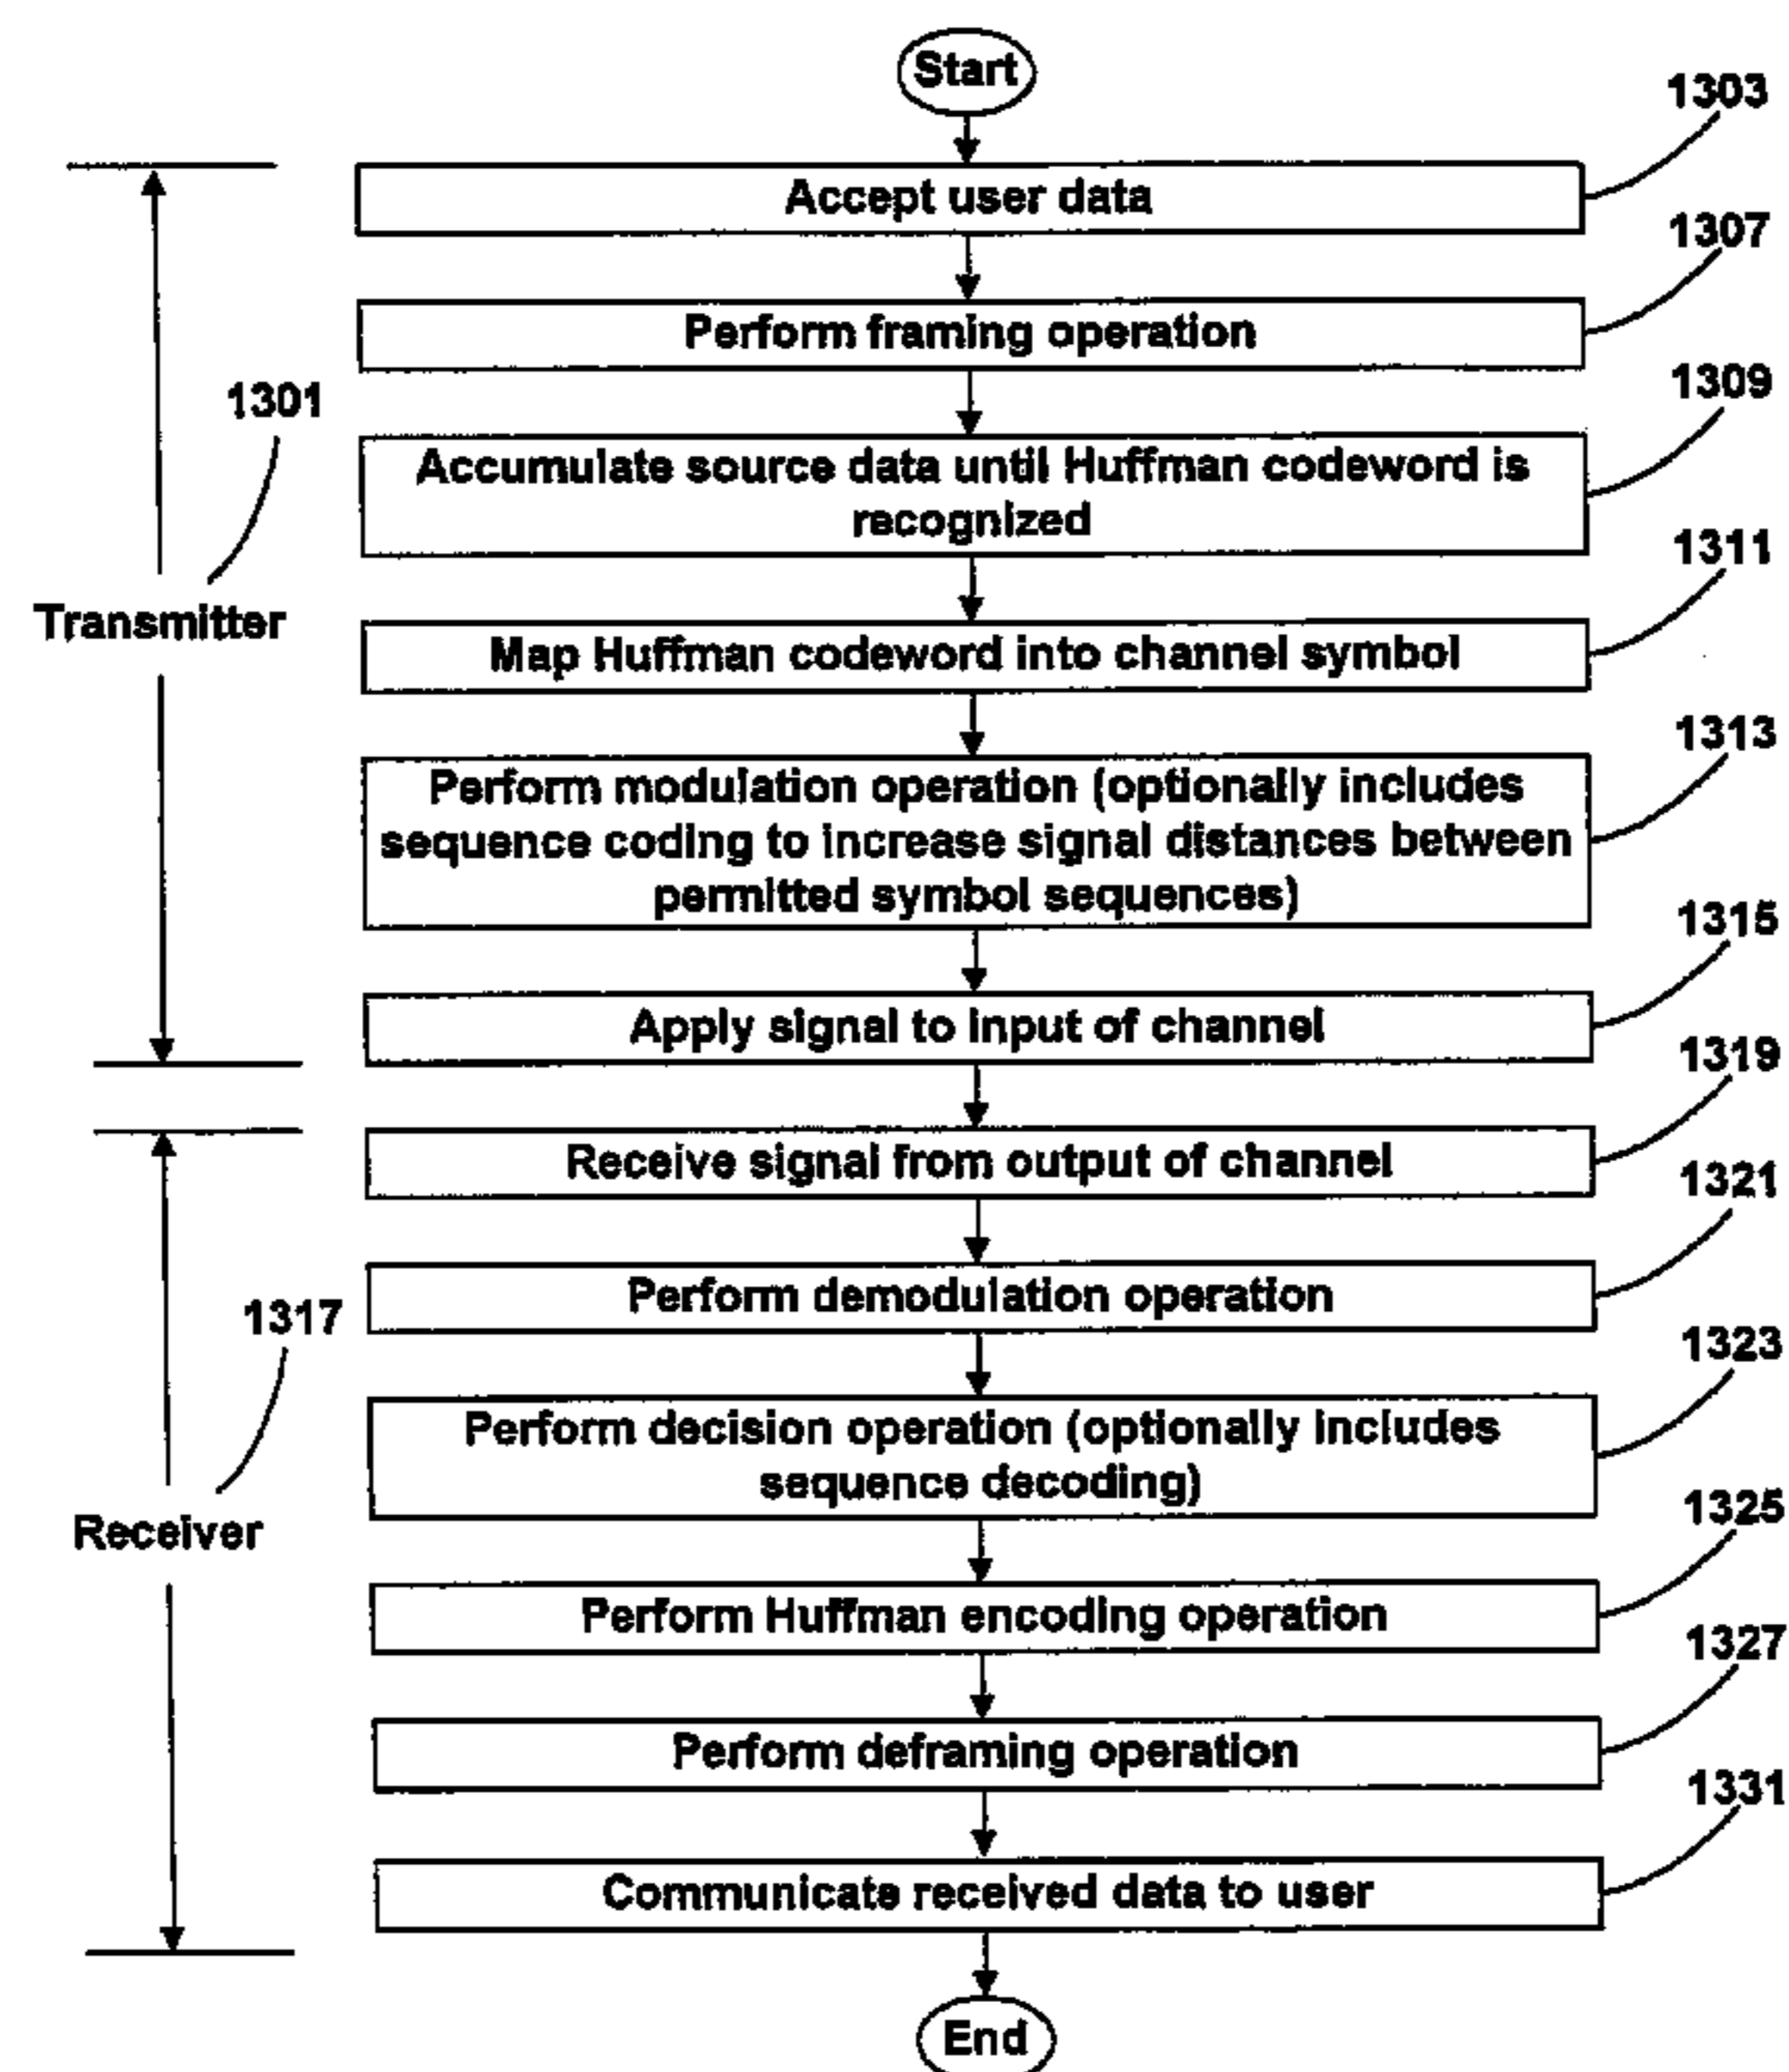 Start
1303
Accept user data
1307
Perform framing operation
1309
1301
Accumulate source data until Huffman codeword is
recognized
1311
Transmitter
Map Huffman codeword into channel symbol
1313
Perform modulation operation (optionally includes
sequence coding to increase signal distances between
permitted symbol sequences)
1315
Apply signal to input of channel
1319
Receive signal from output of channel
1321
Perform demodulation operation
1317
1323
Perform decision operation (optionally includes
sequence decoding)
1325
Receiver
Perform Huffman encoding operation
1327
Perform deframing operation
1331
Communicate received data to user
End